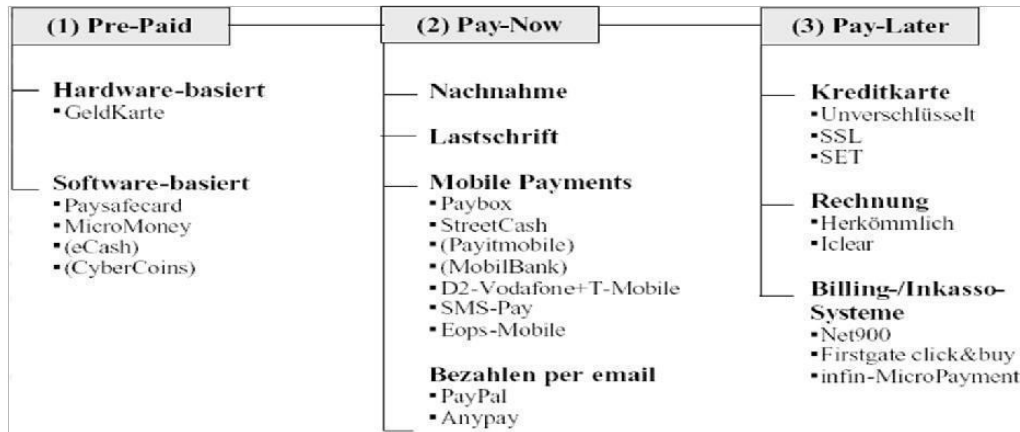 (1) Pre-Paid
Hardware-basiert
▪GeldKarte
Software-basiert
▪Paysafecard
▪MicroMoney
▪(eCash)
▪(CyberCoins)
(2) Pay-Now
Nachnahme
Lastschrift
Mobile Payments
▪Paybox
▪StreetCash
▪(Payitmobile)
▪(MobilBank)
▪D2-Vodafone+T-Mobile
▪SMS-Pay
▪Eops-Mobile
Bezahlen per email
▪PayPal
▪Anypay
(3) Pay-Later
Kreditkarte
▪Unverschlüsselt
▪SSL
▪SET
Rechnung
▪Herkömmlich
▪Iclear
Billing-/Inkasso-
Systeme
▪Net900
▪Firstgate click&buy
▪infin-MicroPayment